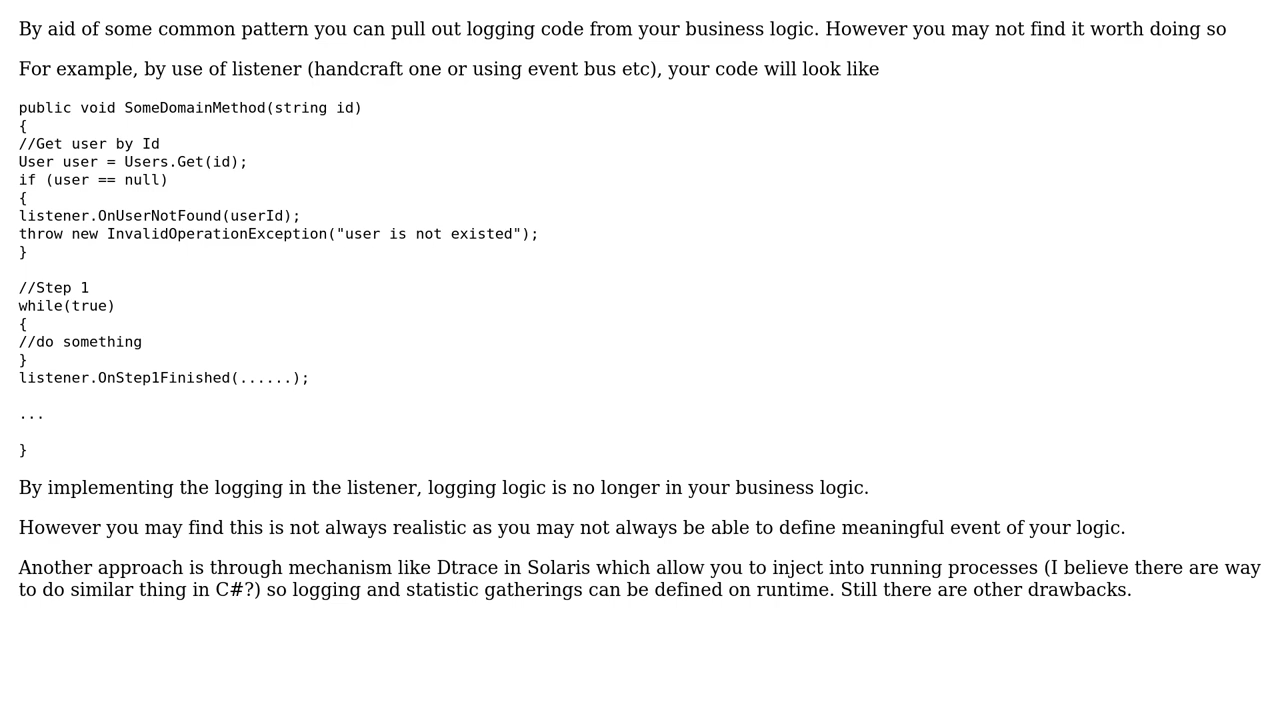 By aid of some common pattern you can pull out logging code from your business logic. However you may not find it worth doing so
For example, by use of listener (handcraft one or using event bus etc), your code will look like
public void SomeDomainMethod(string id)
{
//Get user by Id
User user = Users.Get(id);
if (user == null)
{
listener.OnUserNotFound(userId);
throw new InvalidOperationException("user is not existed");
}
//Step 1
while(true)
{
//do something
}
listener.OnStep1Finished(......);
...
}
By implementing the logging in the listener, logging logic is no longer in your business logic.
However you may find this is not always realistic as you may not always be able to define meaningful event of your logic.
Another approach is through mechanism like Dtrace in Solaris which allow you to inject into running processes (I believe there are way
to do similar thing in C#?) so logging and statistic gatherings can be defined on runtime. Still there are other drawbacks.